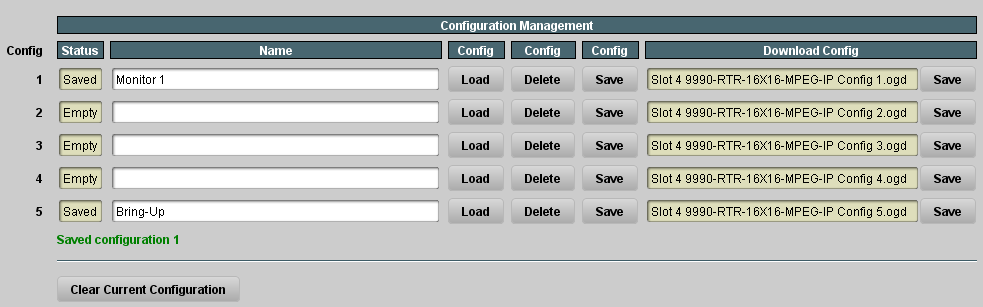 Configuration Management
Config Status Name Config Config Config Download Config
1 Saved Monitor 1 Load Delete Save Slot 4 9990-RTR-16X16-MPEG-IP Config 1.ogd Save
2 Empty Load Delete Save Slot 4 9990-RTR-16X16-MPEG-IP Config 2.ogd Save
3 Empty Load Delete Save Slot 4 9990-RTR-16X16-MPEG-IP Config 3.ogd Save
4 Empty Load Delete Save Slot 4 9990-RTR-16X16-MPEG-IP Config 4.ogd Save
5 Saved Bring-Up Load Delete Save Slot 4 9990-RTR-16X16-MPEG-IP Config 5.ogd Save
Saved configuration 1
Clear Current Configuration